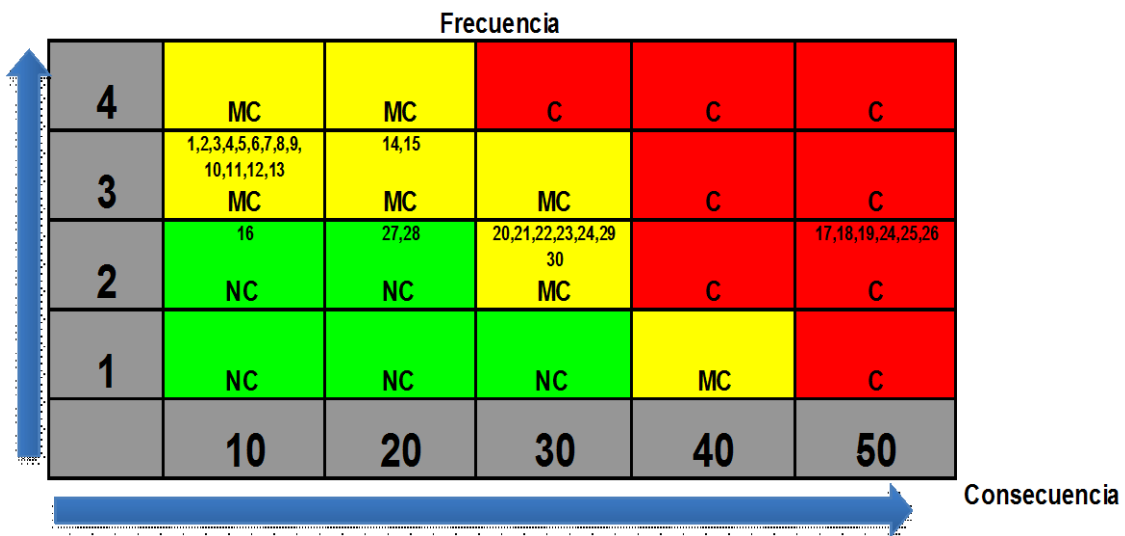 Frecuencia
4 MC MC C C C
1,2,3,4,5,6,7,8,9, 14,15
10,11,12,13
3 MC MC MC C C
16 27,28 20,21,22,23,24,29 17,18,19,24,25,26
30
2 NC NC MC C C
1 NC NC NC MC C
10 20 30 40 50
Consecuencia